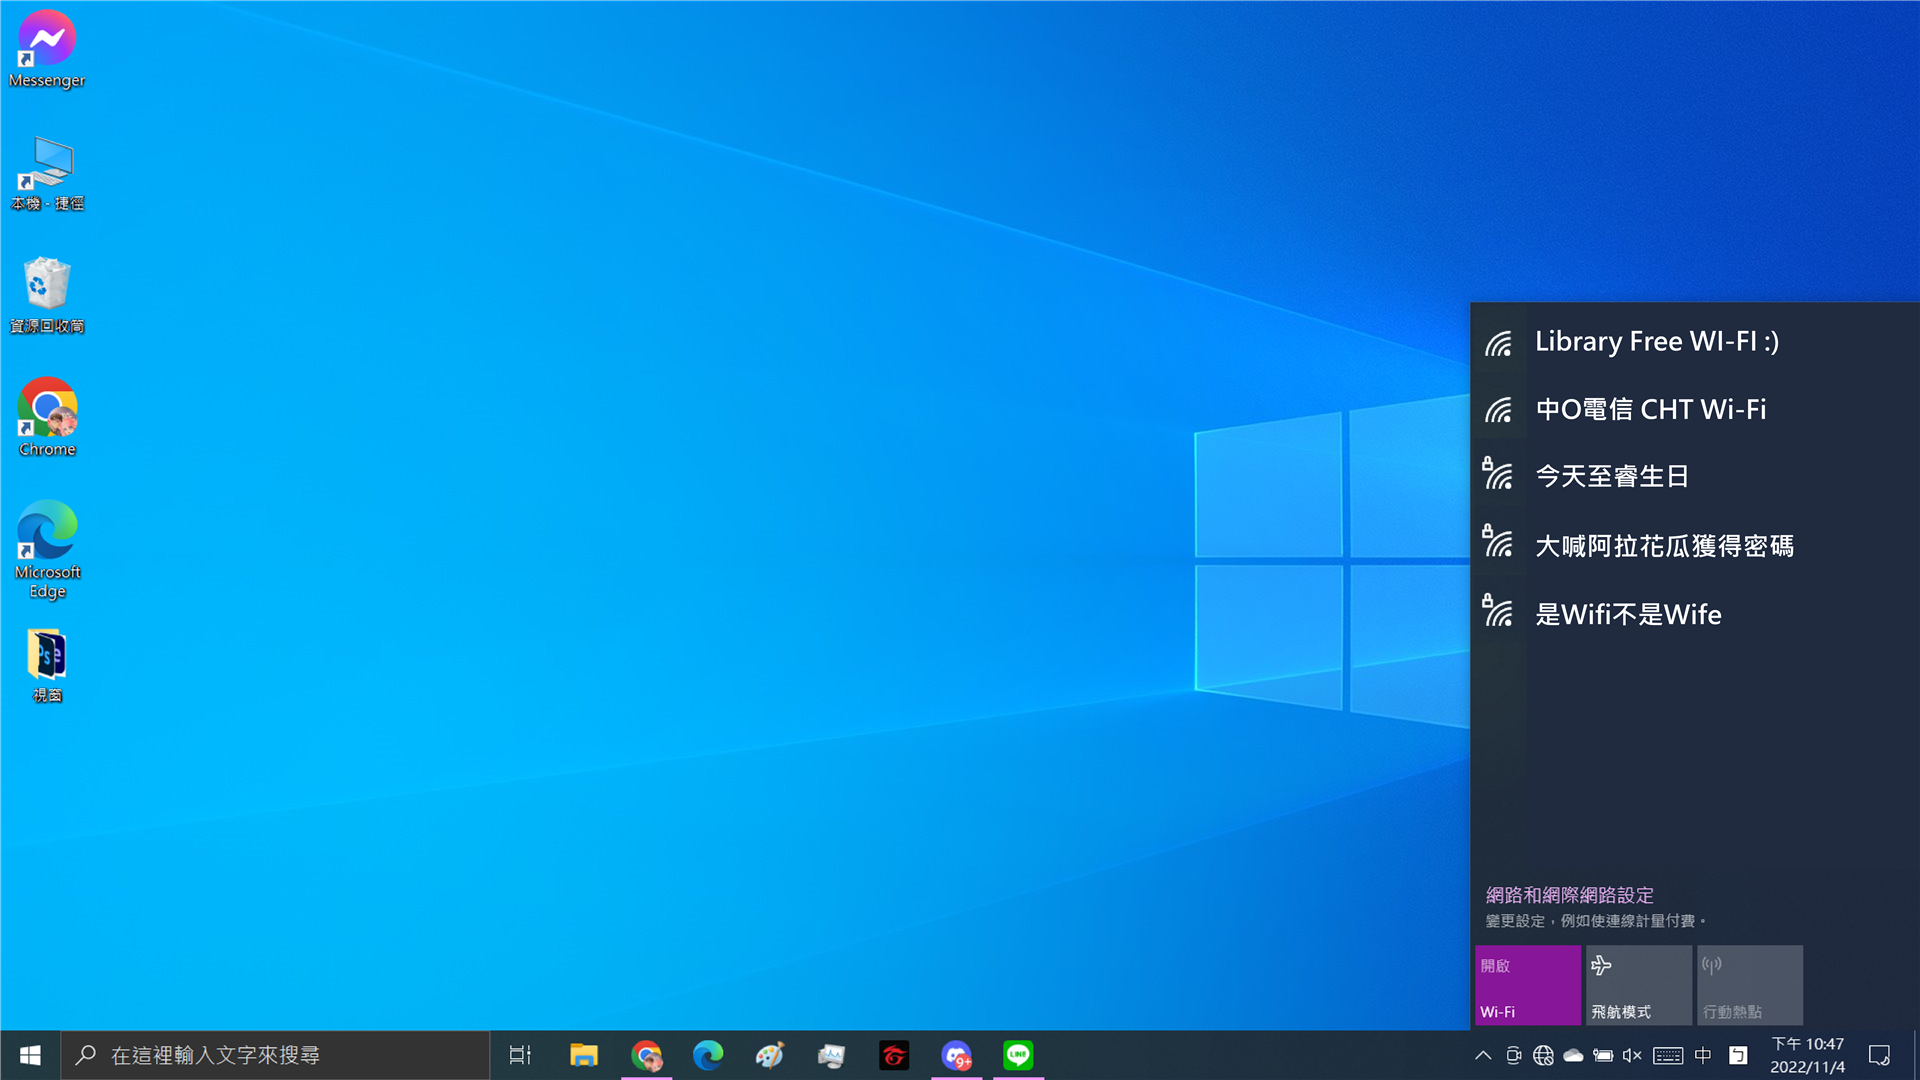 Messenger
本機 - 捷徑
資源回收筒
Chrome
Microsoft
Edge
視窗
Library Free WI-FI :)
中O電信 CHT Wi-Fi
今天至睿生日
大喊阿拉花瓜獲得密碼
是Wifi不是Wife
網路和網際網路設定
變更設定，例如使連線計量付費。
開啟
Wi-Fi
飛航模式
行動熱點
在這裡輸入文字來搜尋
9+
LINE
中
ㄅ
下午 10:47
2022/11/4